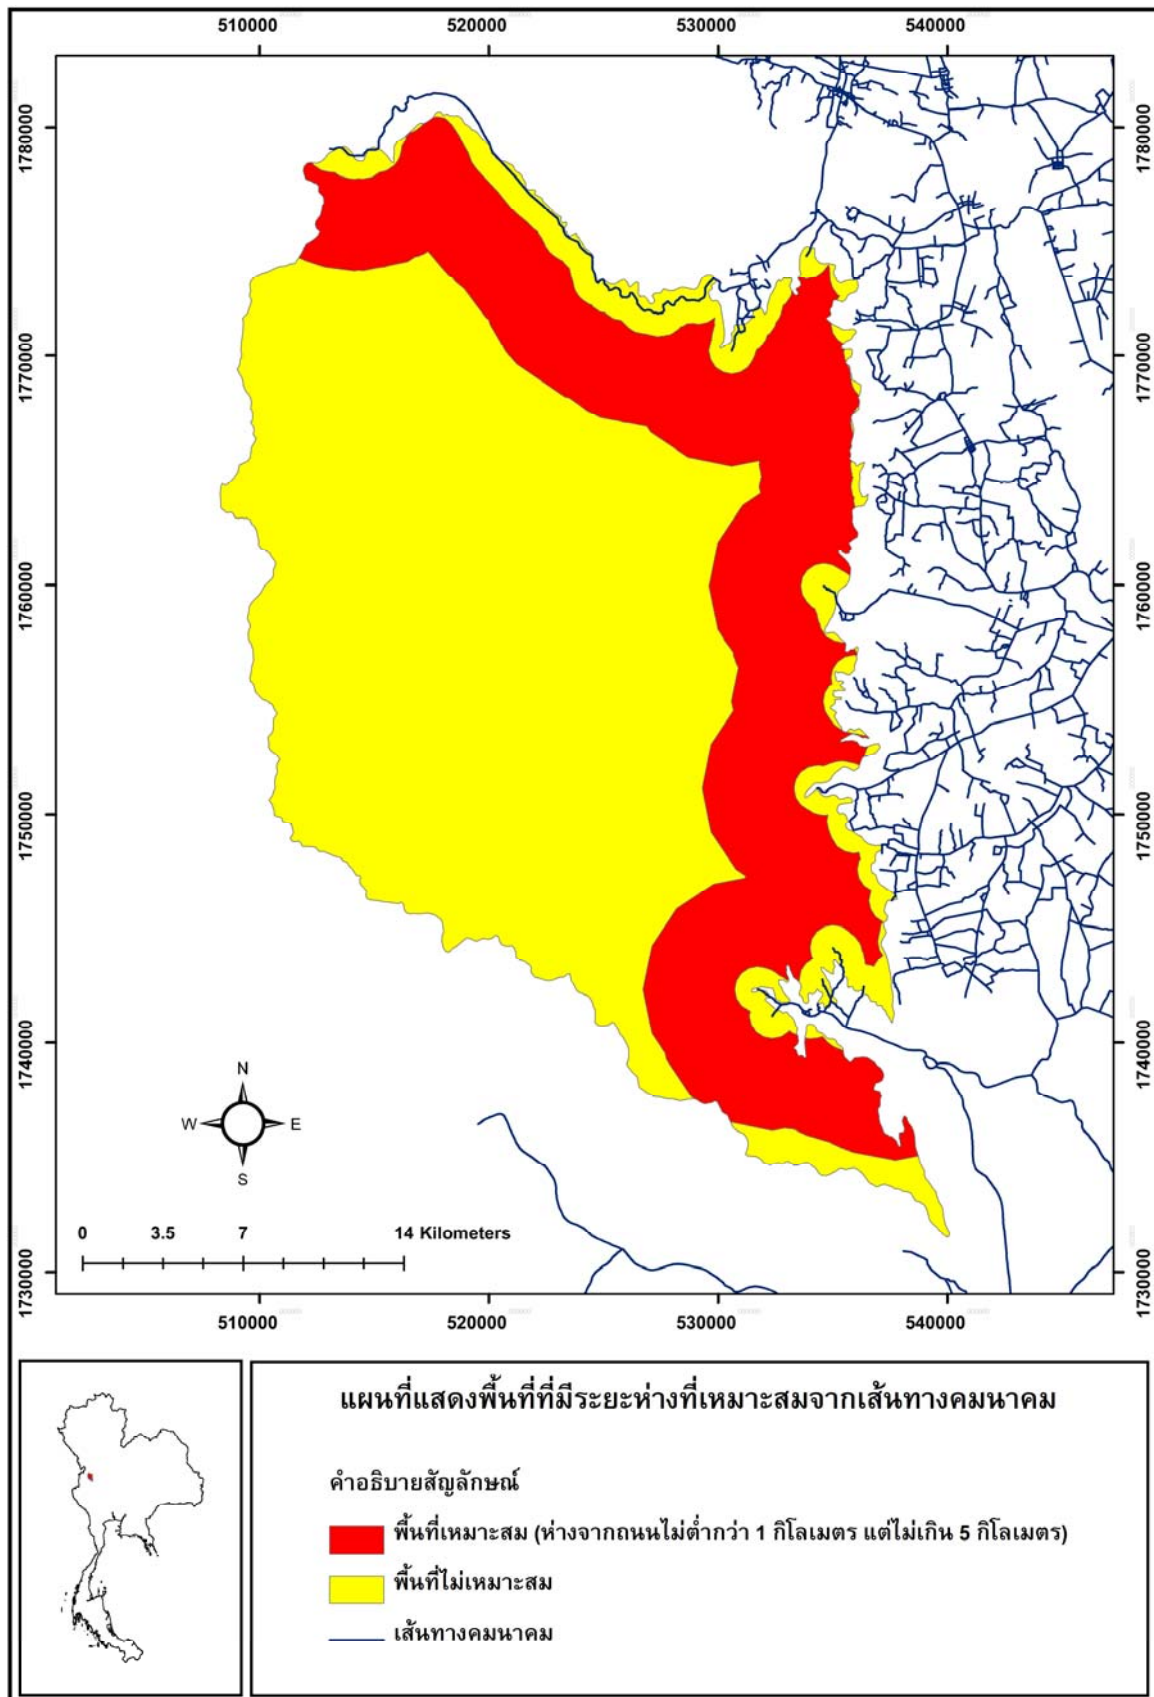 510000 520000 530000 540000
1780000 1780000
1770000 1770000
1760000 1760000
1750000 1750000
1740000 1740000
1730000 1730000
N
W E
S
0 3.5 7 14 Kilometers
510000 520000 530000 540000
แผนที่แสดงพื้นที่ที่มีระยะห่างที่เหมาะสมจากเส้นทางคมนาคม
คำอธิบายสัญลักษณ์
พื้นที่เหมาะสม (ห่างจากถนนไม่ต่ำกว่า 1 กิโลเมตร แต่ไม่เกิน 5 กิโลเมตร)
พื้นที่ไม่เหมาะสม
เส้นทางคมนาคม